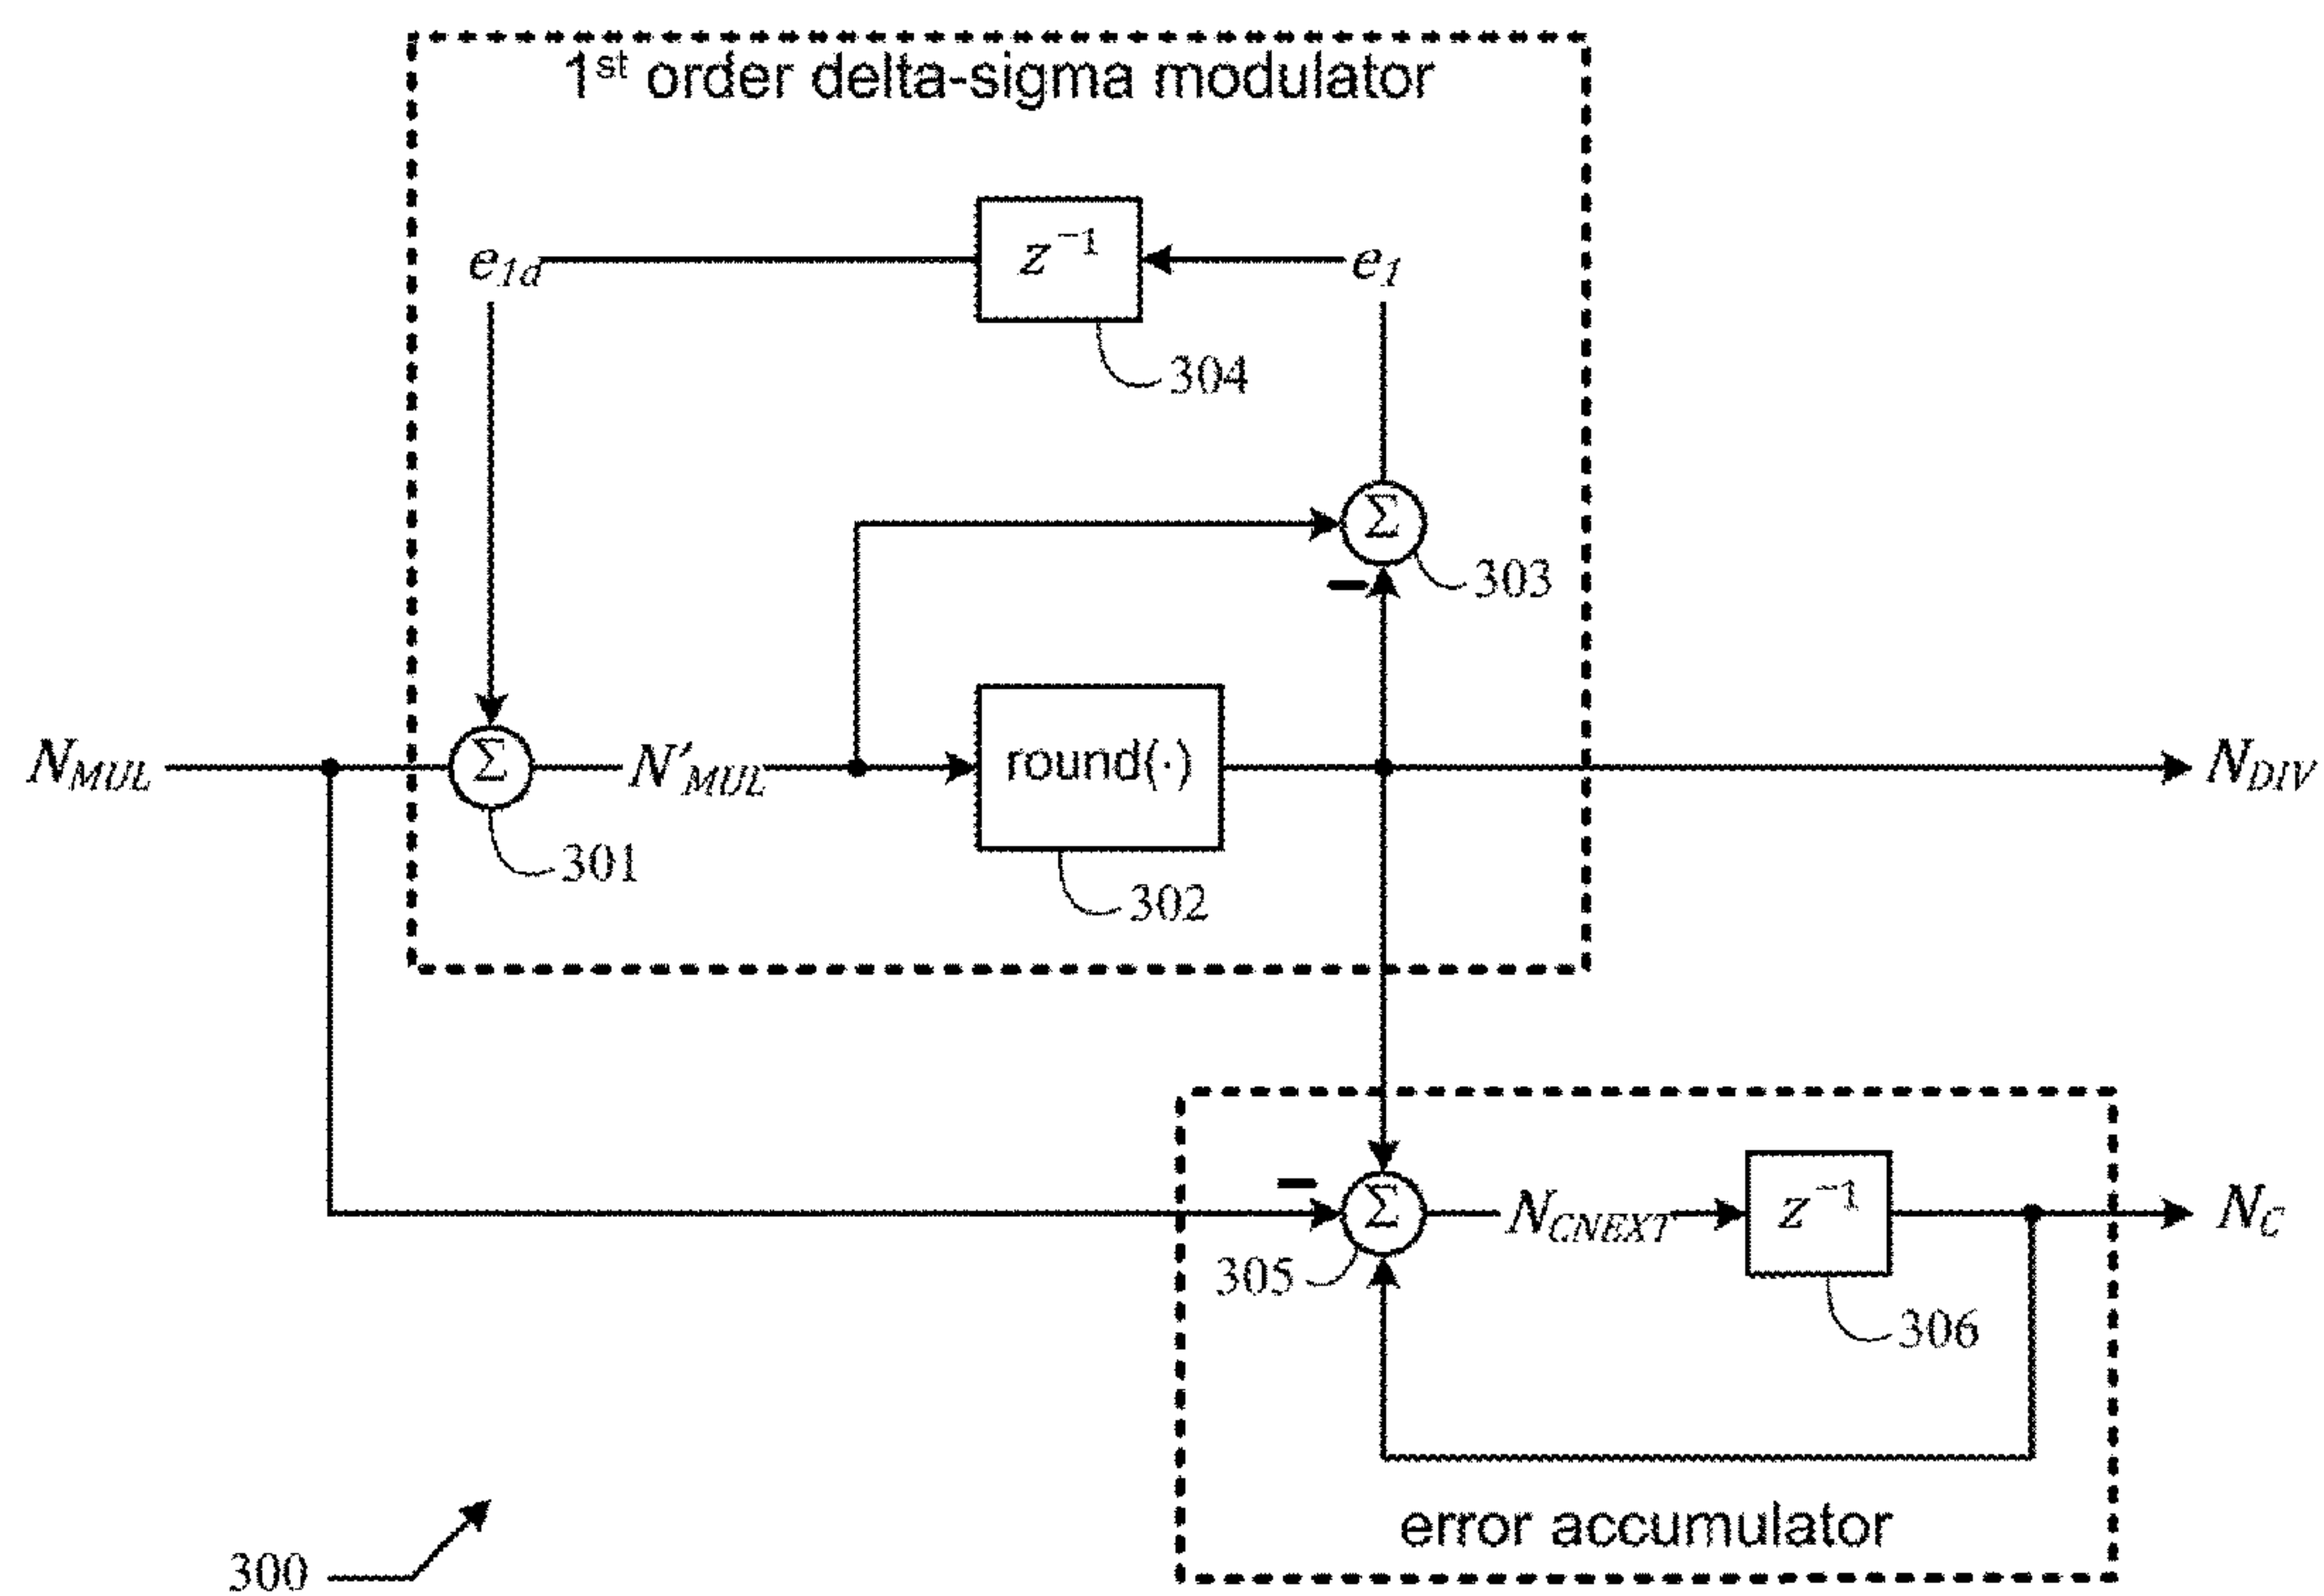 1st order delta-sigma modulator
e1d
z−1
e1
304
Σ
303
−
NMUL
Σ
N′MUL
round(·)
NDIV
301
302
−
Σ
NCNEXT
z−1
NC
305
306
error accumulator
300